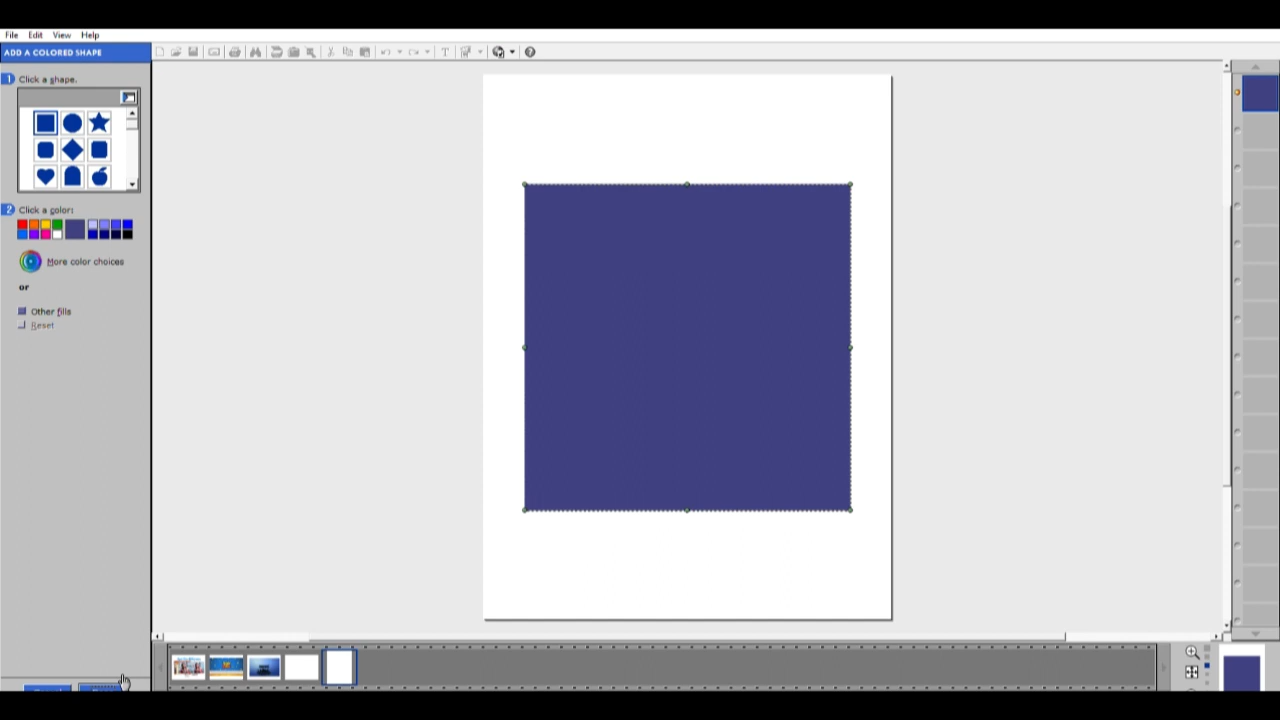 File Edit View Help
ADD A COLORED SHAPE
1 Click a shape.
2 Click a color:
More color choices
or
Other fills
Reset